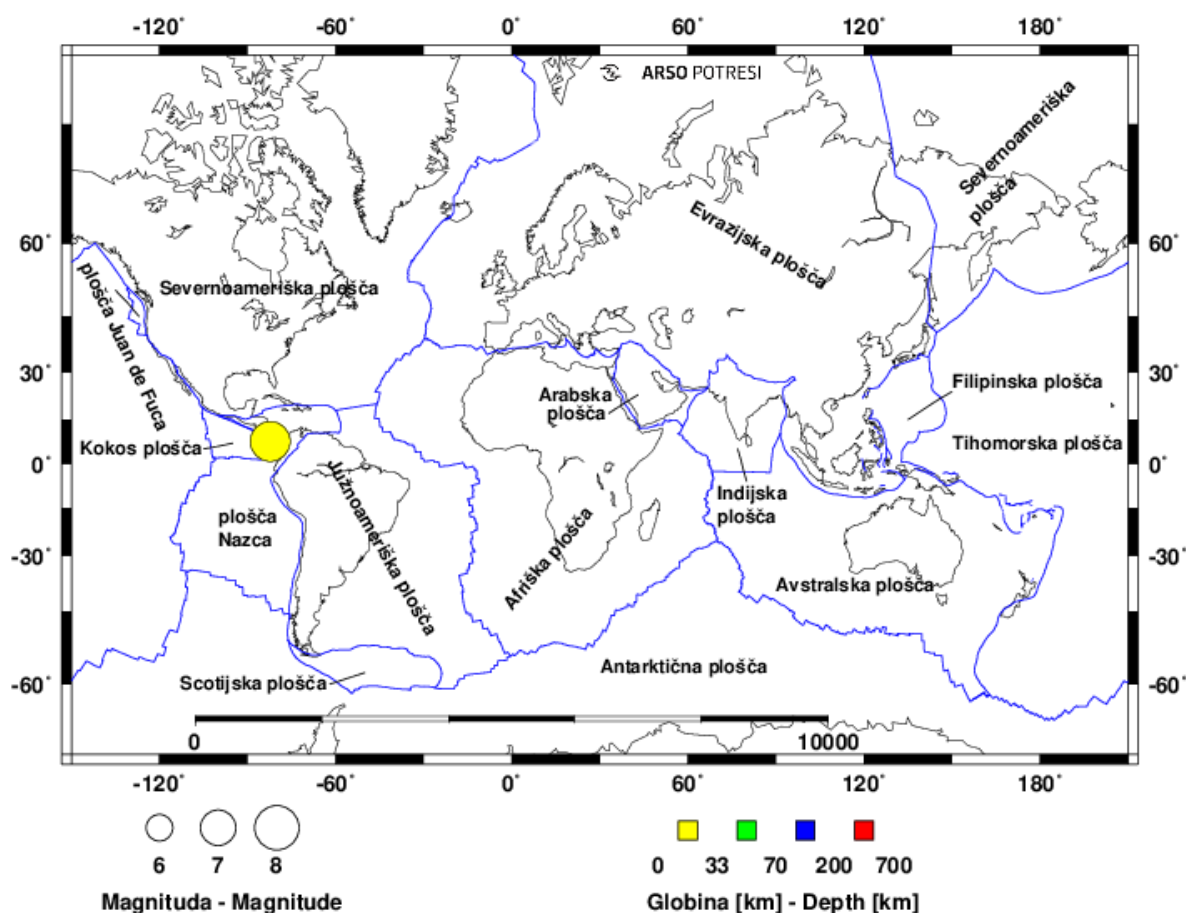 -120° -60° 0° 60° 120° 180°
ARSO POTRESI
60° 60°
30° 30°
0° 0°
-30° -30°
-60° -60°
Severnoameriška plošča
Evrazijska plošča
Severnoameriška
plošča
plošča Juan de Fuca
Arabska
plošča
Filipinska plošča
Kokos plošča
Tihomorska plošča
Južnoameriška plošča
Indijska
plošča
plošča
Nazca
Afriška plošča
Avstralska plošča
Antarktična plošča
Scotijska plošča
0 10000
-120° -60° 0° 60° 120° 180°
6 7 8
0 33 70 200 700
Magnituda - Magnitude
Globina [km] - Depth [km]